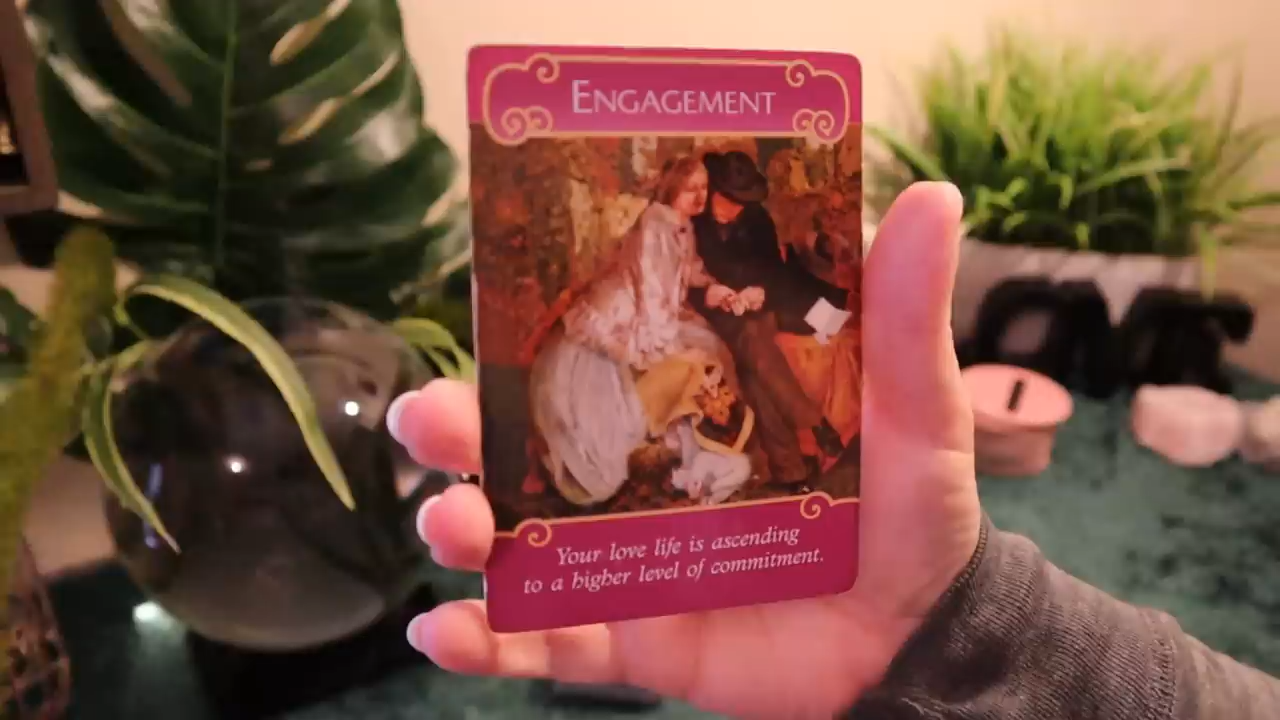 ENGAGEMENT
Your love life is ascending
to a higher level of commitment.